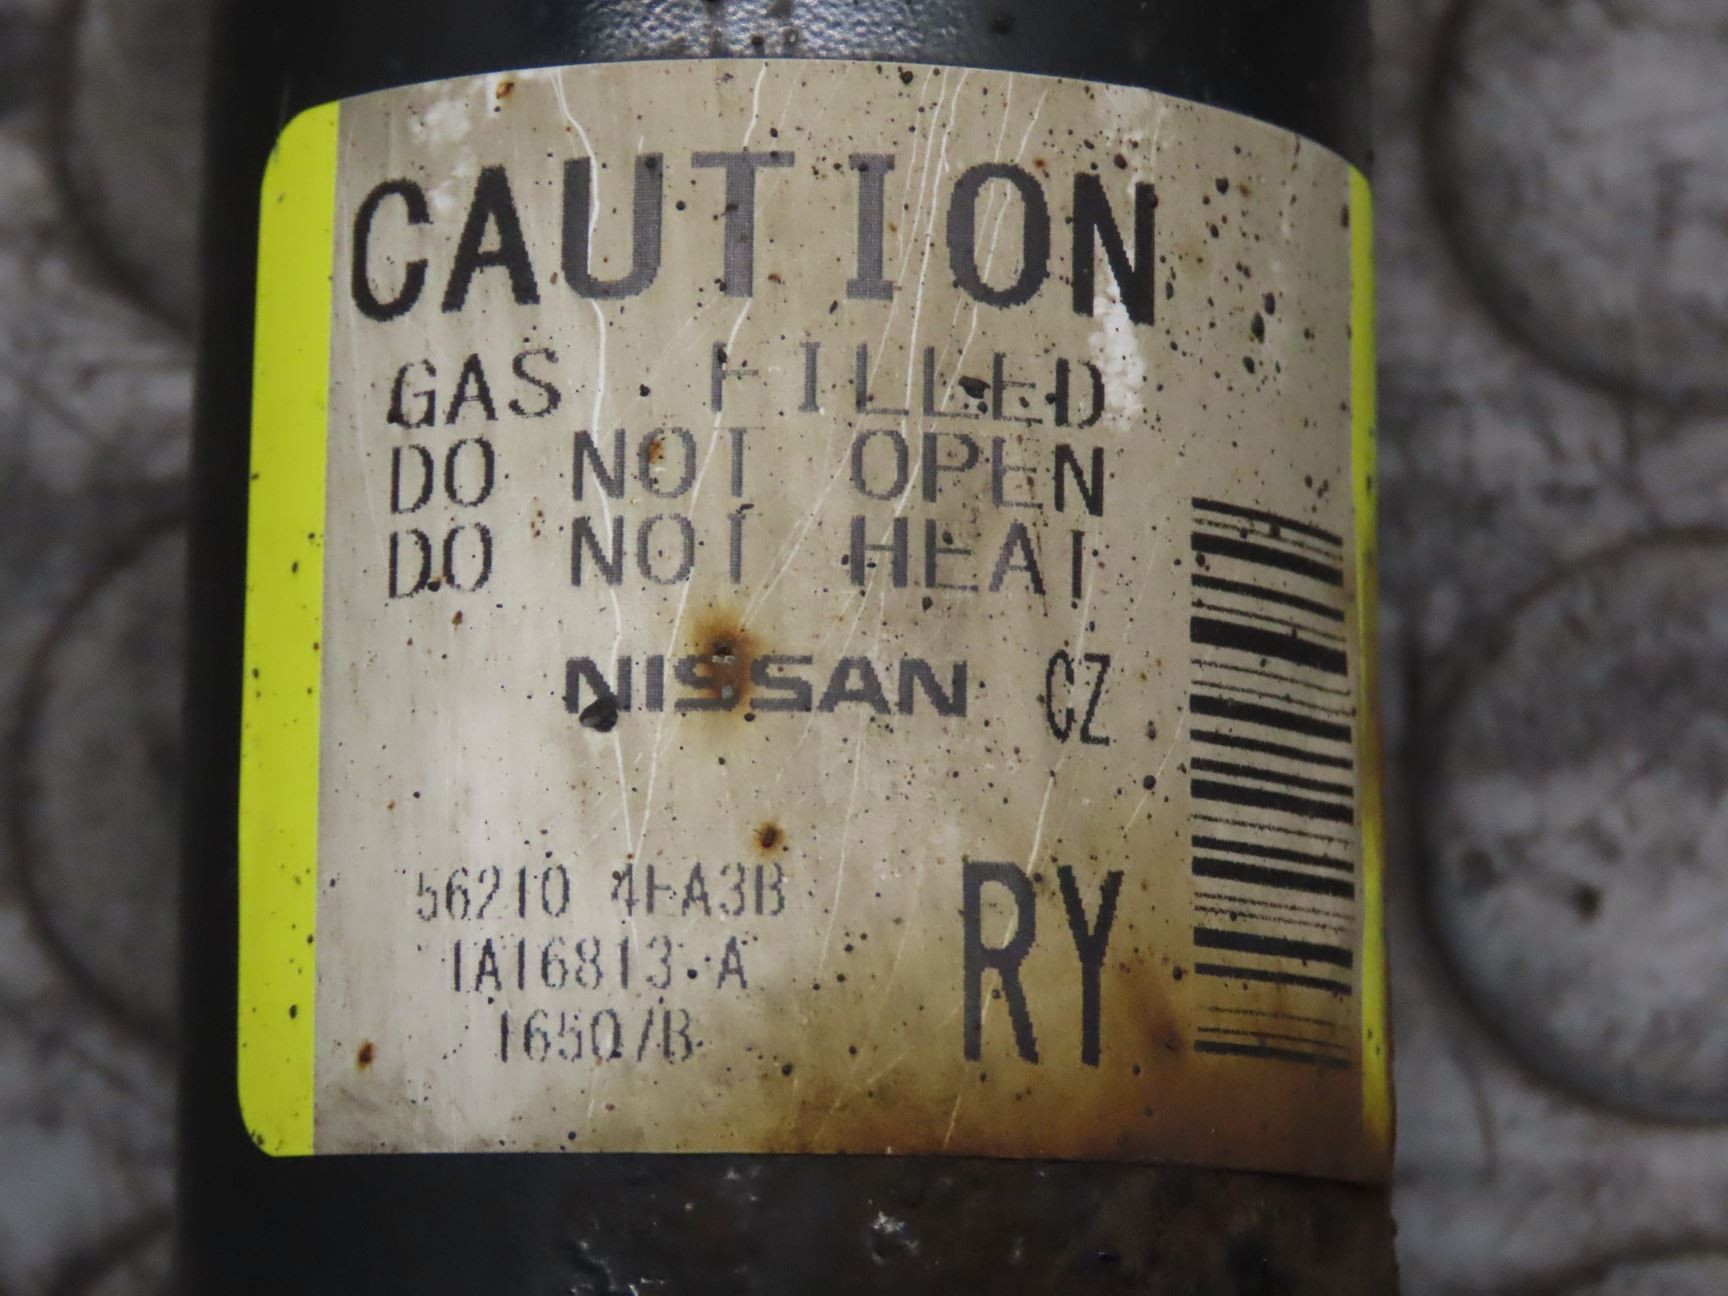 CAUTION
GAS FILLED
DO NOT OPEN
DO NOT HEAT
NISSAN CZ
56210 4EA3B
1A16813-A
1650/B
RY